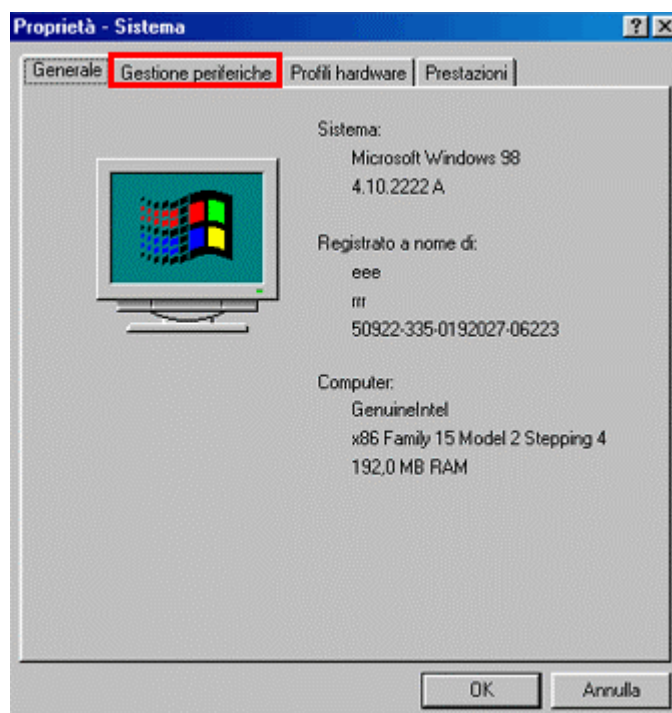 Proprietà - Sistema
Generale Gestione periferiche Profili hardware Prestazioni
Sistema:
Microsoft Windows 98
4.10.2222 A
Registrato a nome di:
eee
rrr
50922-335-0192027-06223
Computer:
GenuineIntel
x86 Family 15 Model 2 Stepping 4
192,0 MB RAM
OK Annulla